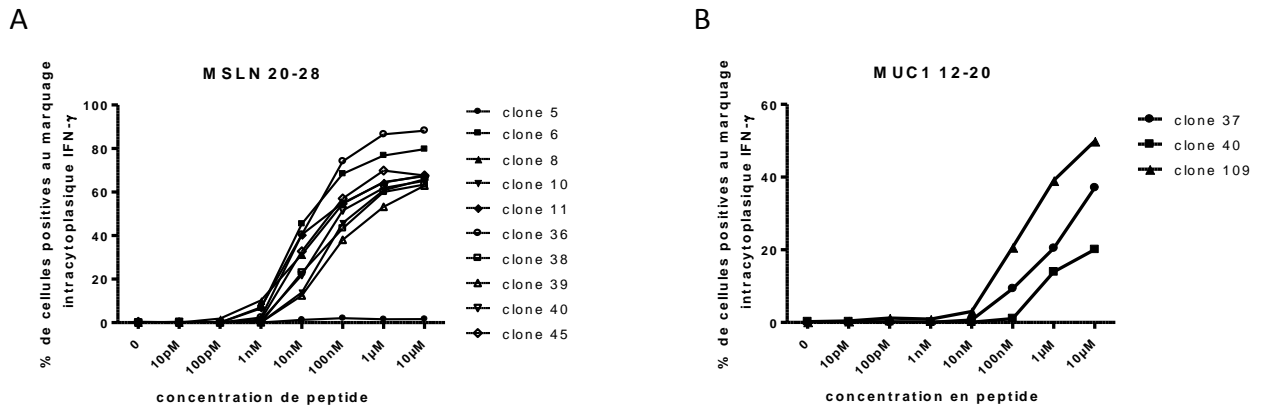 A
MSLN 20-28
% de cellules positives au marquage
intracytoplasique IFN-γ
100
80
60
40
20
0
0
10pM
100pM
1nM
10nM
100nM
1µM
10µM
concentration de peptide
clone 5
clone 6
clone 8
clone 10
clone 11
clone 36
clone 38
clone 39
clone 40
clone 45
B
MUC1 12-20
% de cellules positives au marquage
intracytoplasique IFN-γ
60
40
20
0
0
10pM
100pM
1nM
10nM
100nM
1µM
10µM
concentration en peptide
clone 37
clone 40
clone 109